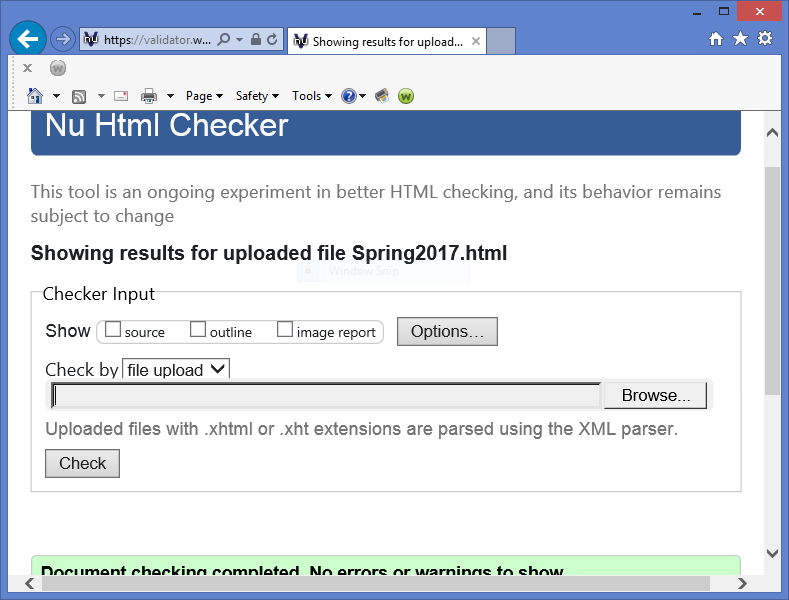 https://validator.w...
Showing results for upload...
Page
Safety
Tools
Nu Html Checker
This tool is an ongoing experiment in better HTML checking, and its behavior remains
subject to change
Showing results for uploaded file Spring2017.html
Window Snip
Checker Input
Show source outline image report Options...
Check by file upload
Browse...
Uploaded files with .xhtml or .xht extensions are parsed using the XML parser.
Check
Document checking completed. No errors or warnings to show.